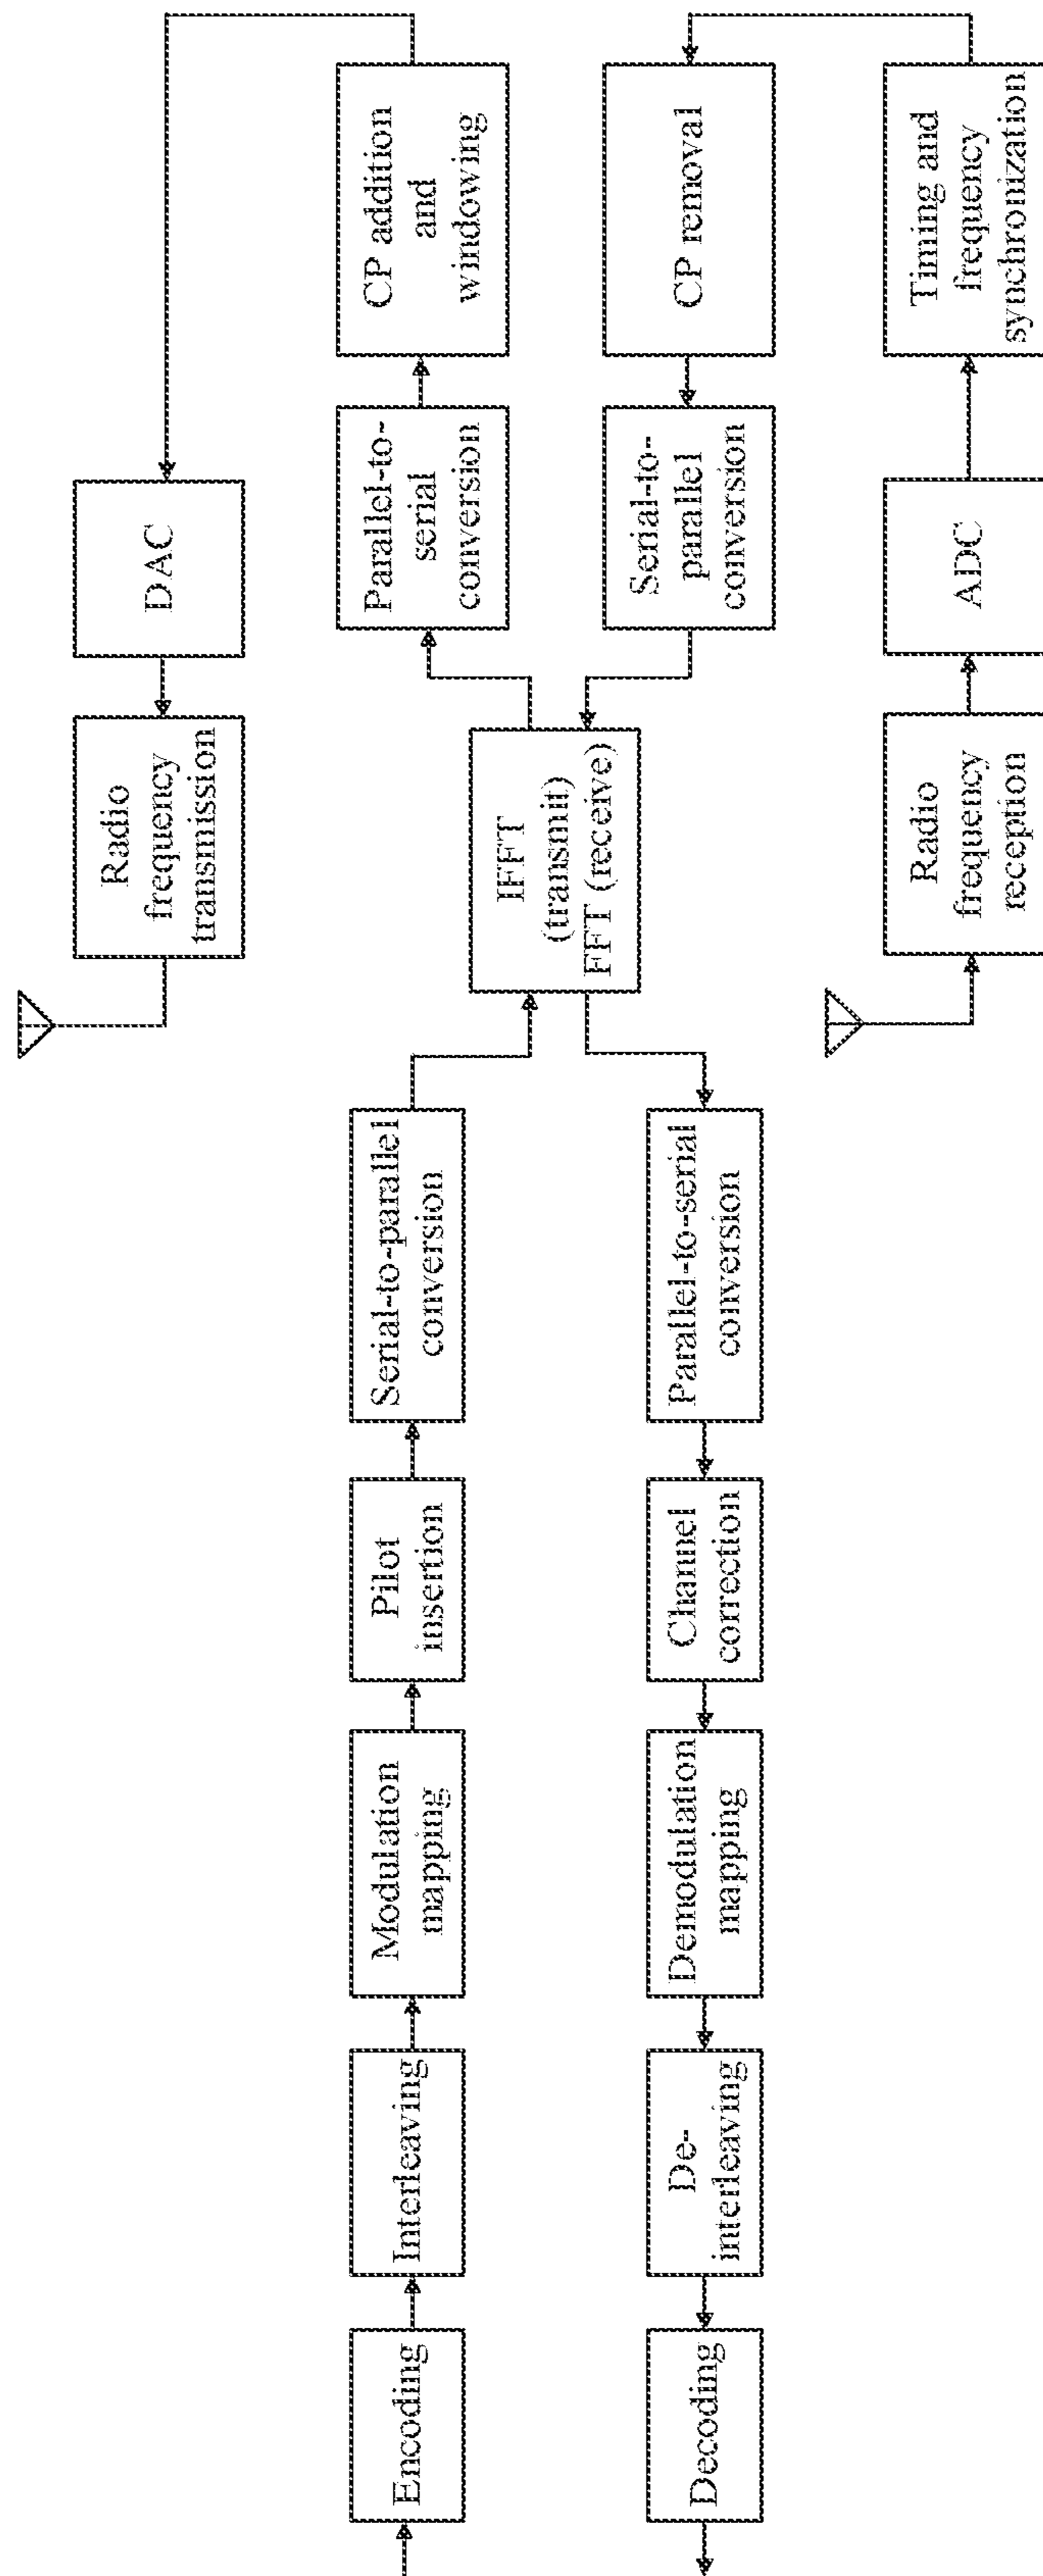 Radio
frequency
transmission
DAC
Encoding
Interleaving
Modulation
mapping
Pilot
insertion
Serial-to-parallel
conversion
IFFT
(transmit)
FFT (receive)
Parallel-to-
serial
conversion
CP addition
and
windowing
Decoding
De-
interleaving
Demodulation
mapping
Channel
correction
Parallel-to-serial
conversion
Serial-to-
parallel
conversion
CP removal
Radio
frequency
reception
ADC
Timing and
frequency
synchronization